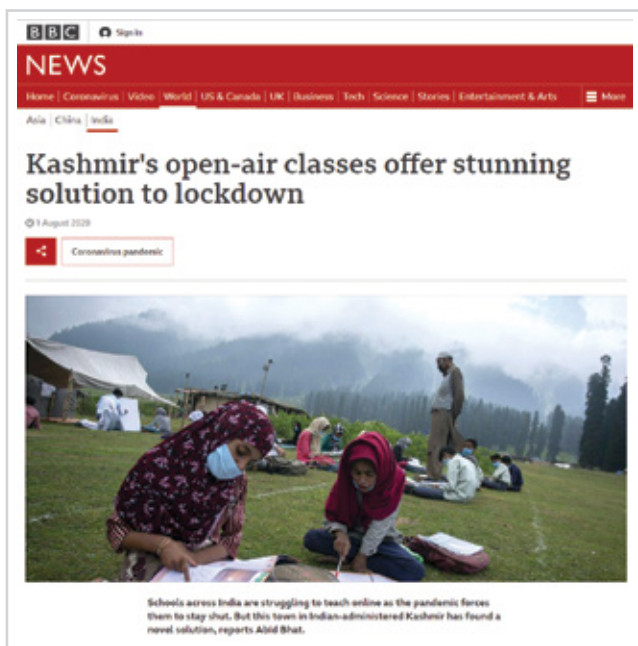 BBC Sign in
NEWS
Home Coronavirus Video World US & Canada UK Business Tech Science Stories Entertainment & Arts More
Asia China India
Kashmir's open-air classes offer stunning
solution to lockdown
August 2020
Coronavirus pandemic
Schools across India are struggling to teach online as the pandemic forces
them to stay shut. But this town in Indian-administered Kashmir has found a
novel solution, reports Abid Bhat.